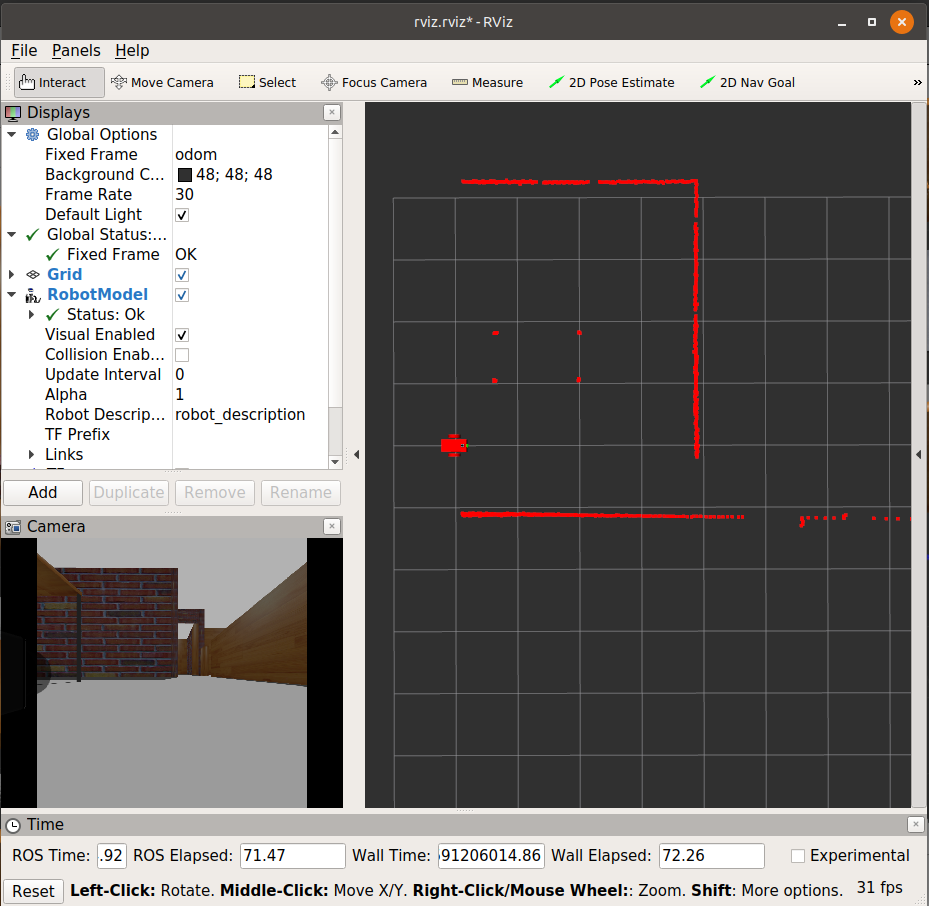 rviz.rviz* - RViz
File Panels Help
Interact Move Camera Select Focus Camera Measure 2D Pose Estimate 2D Nav Goal »
Displays
Global Options
Fixed Frame odom
Background C... 48; 48; 48
Frame Rate 30
Default Light
Global Status:...
Fixed Frame OK
Grid
RobotModel
Status: Ok
Visual Enabled
Collision Enab...
Update Interval 0
Alpha 1
Robot Descrip... robot_description
TF Prefix
Links
Add Duplicate Remove Rename
Camera
Time
ROS Time: .92 ROS Elapsed: 71.47 Wall Time: 91206014.86 Wall Elapsed: 72.26 Experimental
Reset Left-Click: Rotate. Middle-Click: Move X/Y. Right-Click/Mouse Wheel:: Zoom. Shift: More options. 31 fps